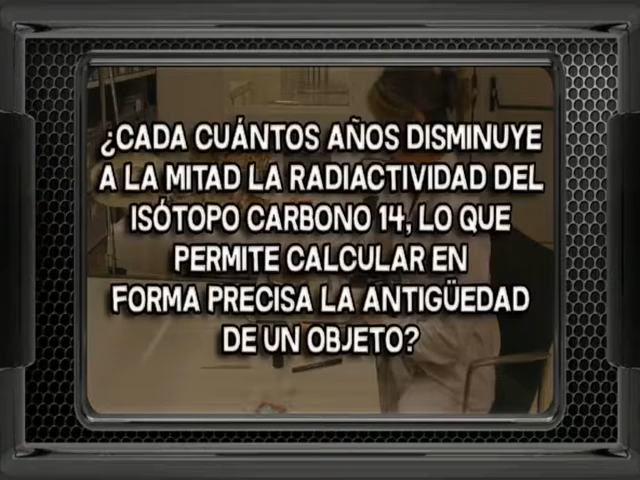 ¿CADA CUÁNTOS AÑOS DISMINUYE
A LA MITAD LA RADIACTIVIDAD DEL
ISÓTOPO CARBONO 14, LO QUE
PERMITE CALCULAR EN
FORMA PRECISA LA ANTIGÜEDAD
DE UN OBJETO?